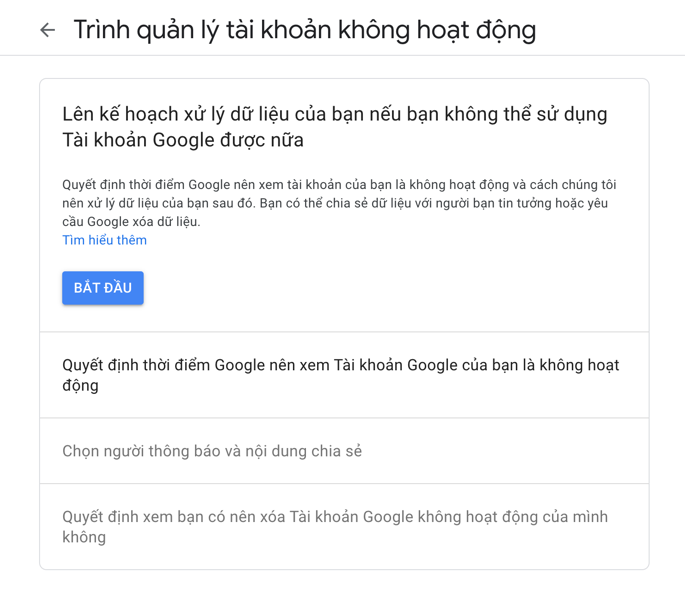 Trình quản lý tài khoản không hoạt động
Lên kế hoạch xử lý dữ liệu của bạn nếu bạn không thể sử dụng
Tài khoản Google được nữa
Quyết định thời điểm Google nên xem tài khoản của bạn là không hoạt động và cách chúng tôi
nên xử lý dữ liệu của bạn sau đó. Bạn có thể chia sẻ dữ liệu với người bạn tin tưởng hoặc yêu
cầu Google xóa dữ liệu.
Tìm hiểu thêm
BẮT ĐẦU
Quyết định thời điểm Google nên xem Tài khoản Google của bạn là không hoạt
động
Chọn người thông báo và nội dung chia sẻ
Quyết định xem bạn có nên xóa Tài khoản Google không hoạt động của mình
không